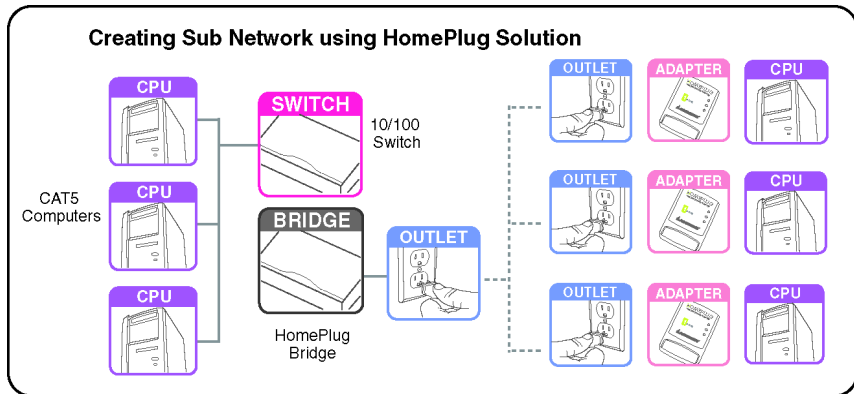 Creating Sub Network using HomePlug Solution
CPU
CPU
CPU
CAT5
Computers
SWITCH
10/100
Switch
BRIDGE
HomePlug
Bridge
OUTLET
OUTLET
ADAPTER
CPU
OUTLET
ADAPTER
CPU
OUTLET
ADAPTER
CPU